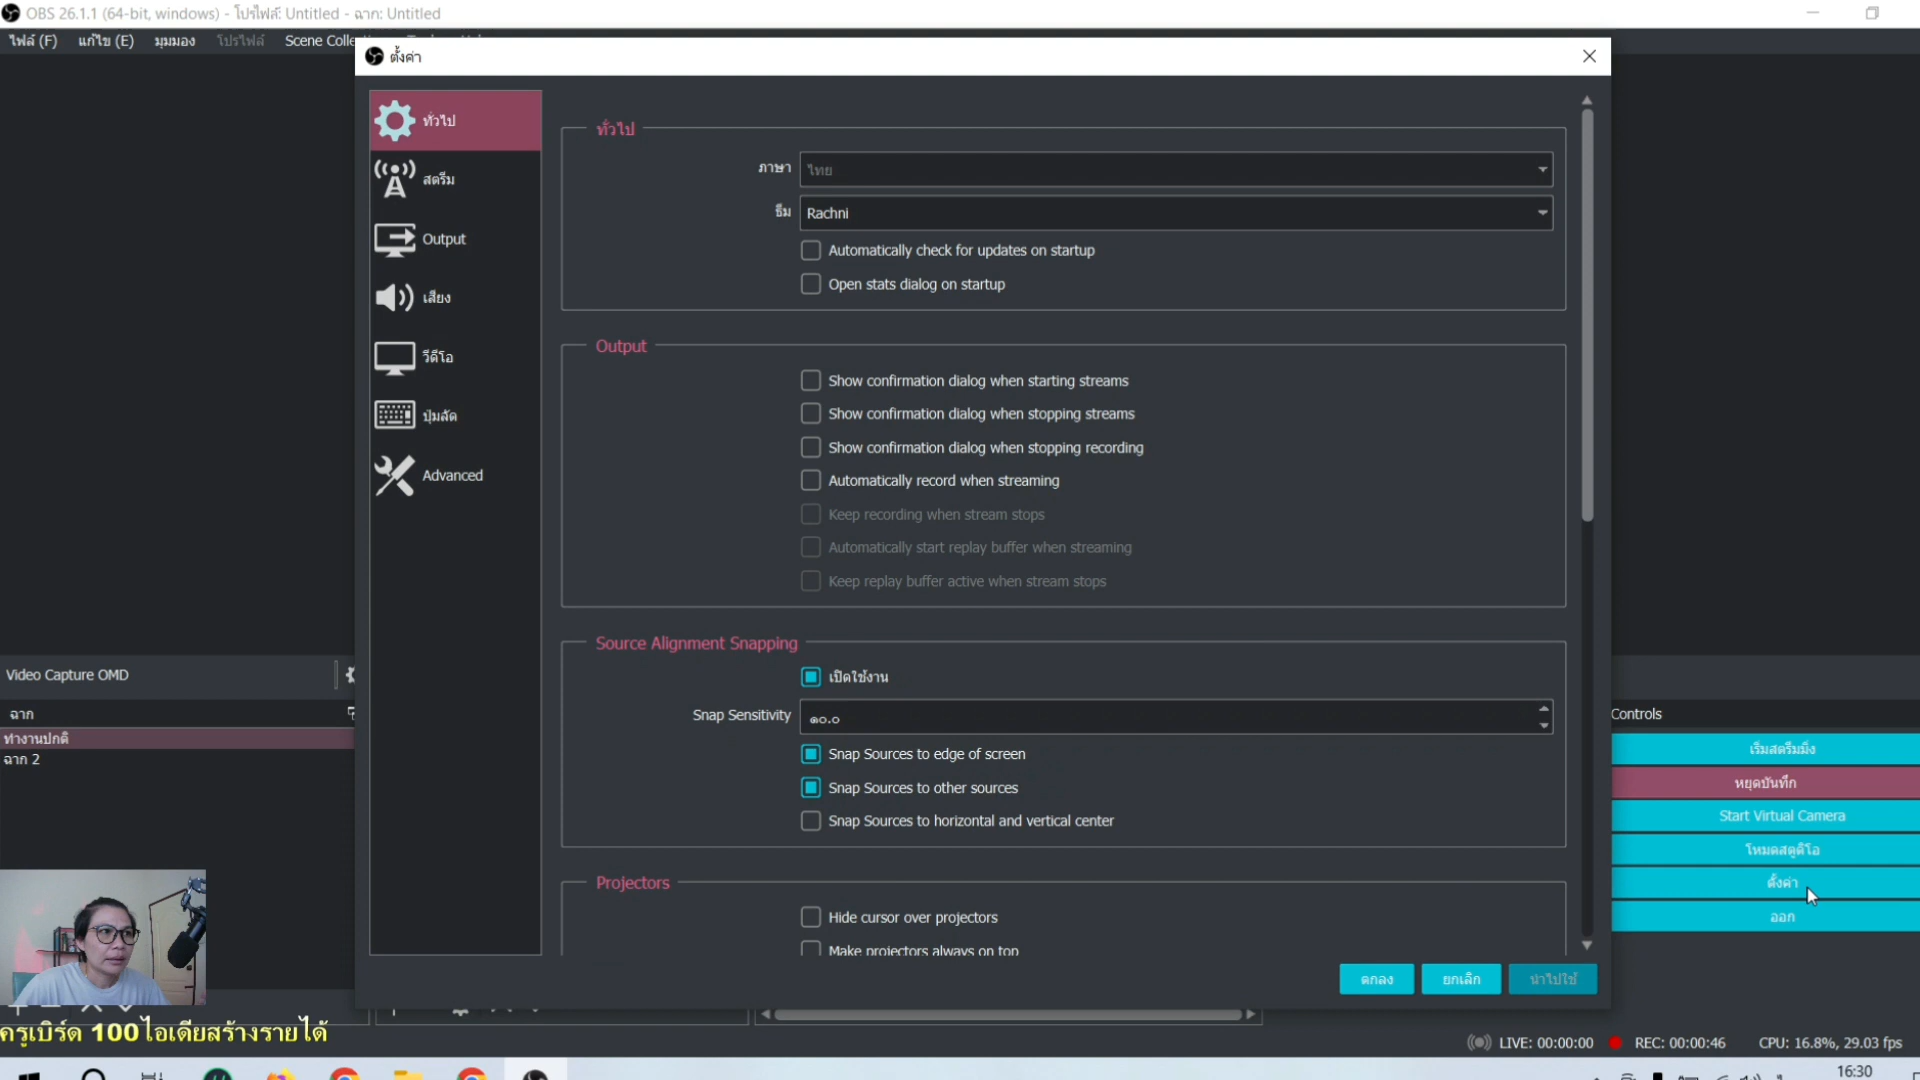 OBS 26.1.1 (64-bit, windows) - โปรไฟล์: Untitled - ฉาก: Untitled
ไฟล์ (F) แก้ไข (E) มุมมอง โปรไฟล์ Scene Colle
ตั้งค่า
ทั่วไป
สตรีม
Output
เสียง
วีดีโอ
ปุ่มลัด
Advanced
ทั่วไป
ภาษา ไทย
ธีม Rachni
Automatically check for updates on startup
Open stats dialog on startup
Output
Show confirmation dialog when starting streams
Show confirmation dialog when stopping streams
Show confirmation dialog when stopping recording
Automatically record when streaming
Keep recording when stream stops
Automatically start replay buffer when streaming
Keep replay buffer active when stream stops
Source Alignment Snapping
เปิดใช้งาน
Snap Sensitivity ๑๐.๐
Snap Sources to edge of screen
Snap Sources to other sources
Snap Sources to horizontal and vertical center
Projectors
Hide cursor over projectors
Make projectors always on top
ตกลง ยกเลิก นำไปใช้
Video Capture OMD
ฉาก
ทำงานปกติ
ฉาก 2
Controls
เริ่มสตรีมมิ่ง
หยุดบันทึก
Start Virtual Camera
โหมดสตูดิโอ
ตั้งค่า
ออก
ครูเบิร์ด 100 ไอเดียสร้างรายได้
LIVE: 00:00:00 REC: 00:00:46 CPU: 16.8%, 29.03 fps
16:30